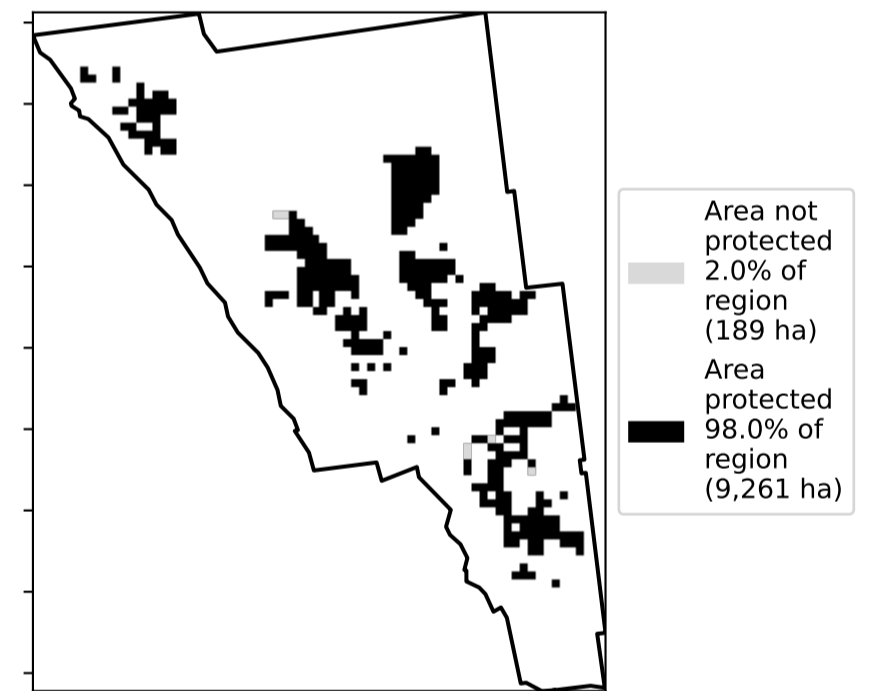 Area not
protected
2.0% of
region
(189 ha)
Area
protected
98.0% of
region
(9,261 ha)